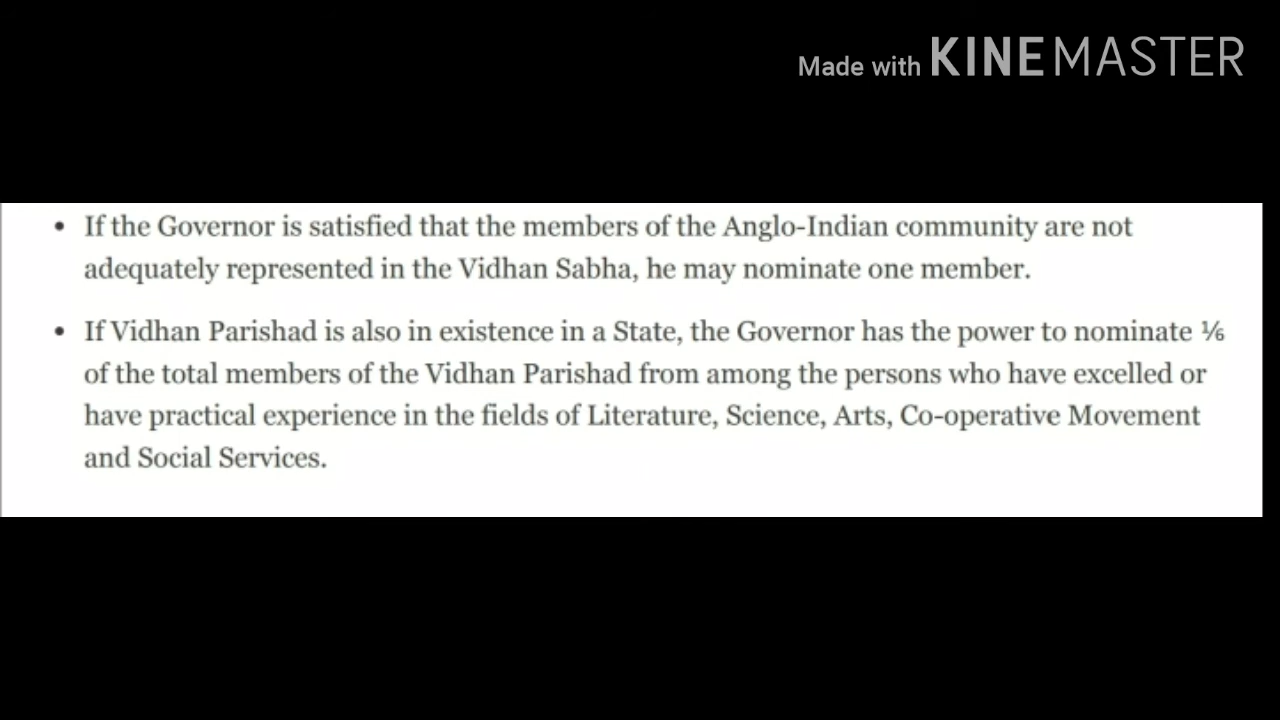 Made with KINEMASTER
• If the Governor is satisfied that the members of the Anglo-Indian community are not
adequately represented in the Vidhan Sabha, he may nominate one member.
• If Vidhan Parishad is also in existence in a State, the Governor has the power to nominate ⅙
of the total members of the Vidhan Parishad from among the persons who have excelled or
have practical experience in the fields of Literature, Science, Arts, Co-operative Movement
and Social Services.